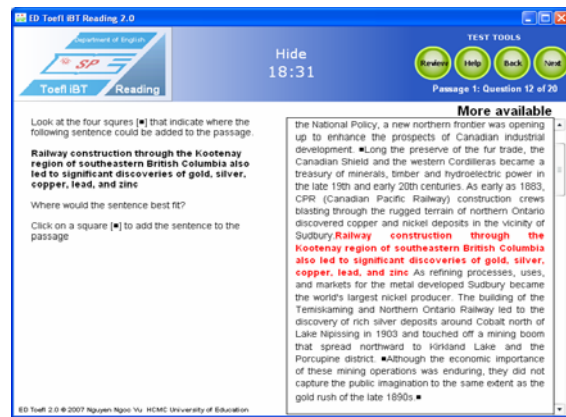 ED Toefl iBT Reading 2.0
Department of English
SP
Toefl iBT Reading
Hide
18:31
TEST TOOLS
Review Help Back Next
Passage 1: Question 12 of 20
More available
Look at the four squres [■] that indicate where the
following sentence could be added to the passage.
Railway construction through the Kootenay
region of southeastern British Columbia also
led to significant discoveries of gold, silver,
copper, lead, and zinc
Where would the sentence best fit?
Click on a square [■] to add the sentence to the
passage
the National Policy, a new northern frontier was opening
up to enhance the prospects of Canadian industrial
development. ■Long the preserve of the fur trade, the
Canadian Shield and the western Cordilleras became a
treasury of minerals, timber and hydroelectric power in
the late 19th and early 20th centuries. As early as 1883,
CPR (Canadian Pacific Railway) construction crews
blasting through the rugged terrain of northern Ontario
discovered copper and nickel deposits in the vicinity of
Sudbury.Railway construction through the
Kootenay region of southeastern British Columbia
also led to significant discoveries of gold, silver,
copper, lead, and zinc As refining processes, uses,
and markets for the metal developed Sudbury became
the world's largest nickel producer. The building of the
Temiskaming and Northern Ontario Railway led to the
discovery of rich silver deposits around Cobalt north of
Lake Nipissing in 1903 and touched off a mining boom
that spread northward to Kirkland Lake and the
Porcupine district. ■Although the economic importance
of these mining operations was enduring, they did not
capture the public imagination to the same extent as the
gold rush of the late 1890s.■
ED Toefl 2.0 © 2007 Nguyen Ngoc Vu HCMC University of Education